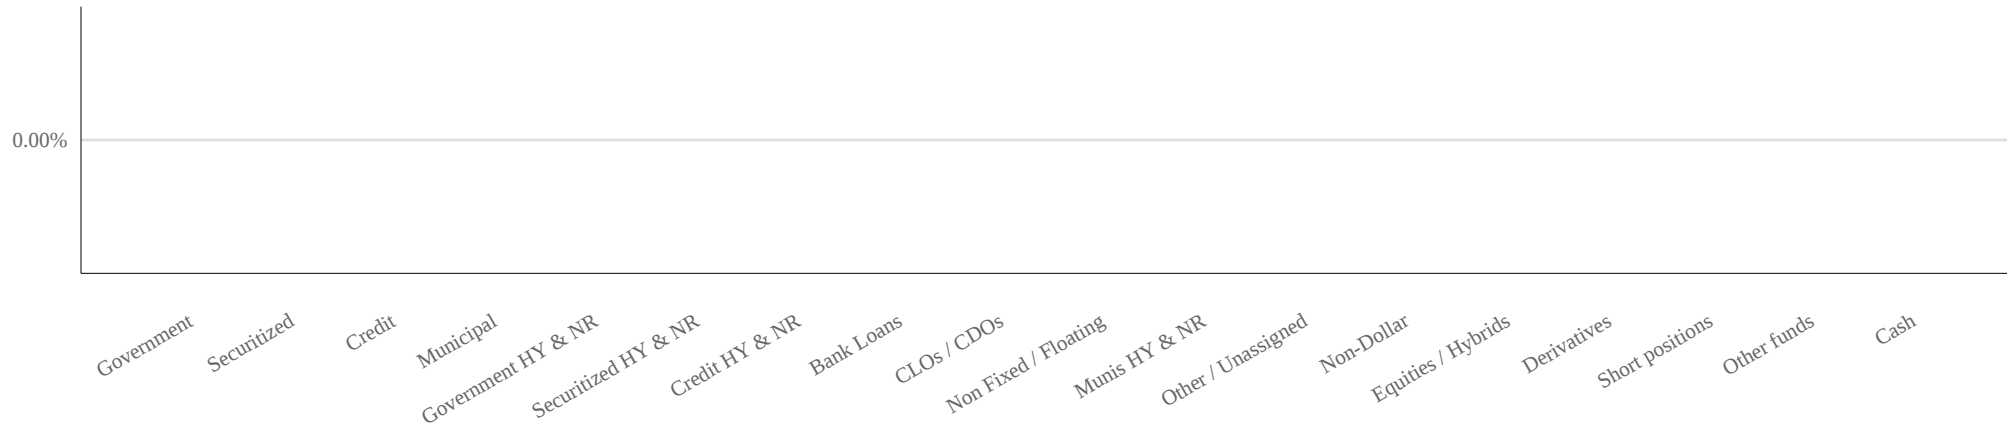 0.00%
Government
Securitized
Credit
Municipal
Government HY & NR
Securitized HY & NR
Credit HY & NR
Bank Loans
CLOs / CDOs
Non Fixed / Floating
Munis HY & NR
Other / Unassigned
Non-Dollar
Equities / Hybrids
Derivatives
Short positions
Other funds
Cash